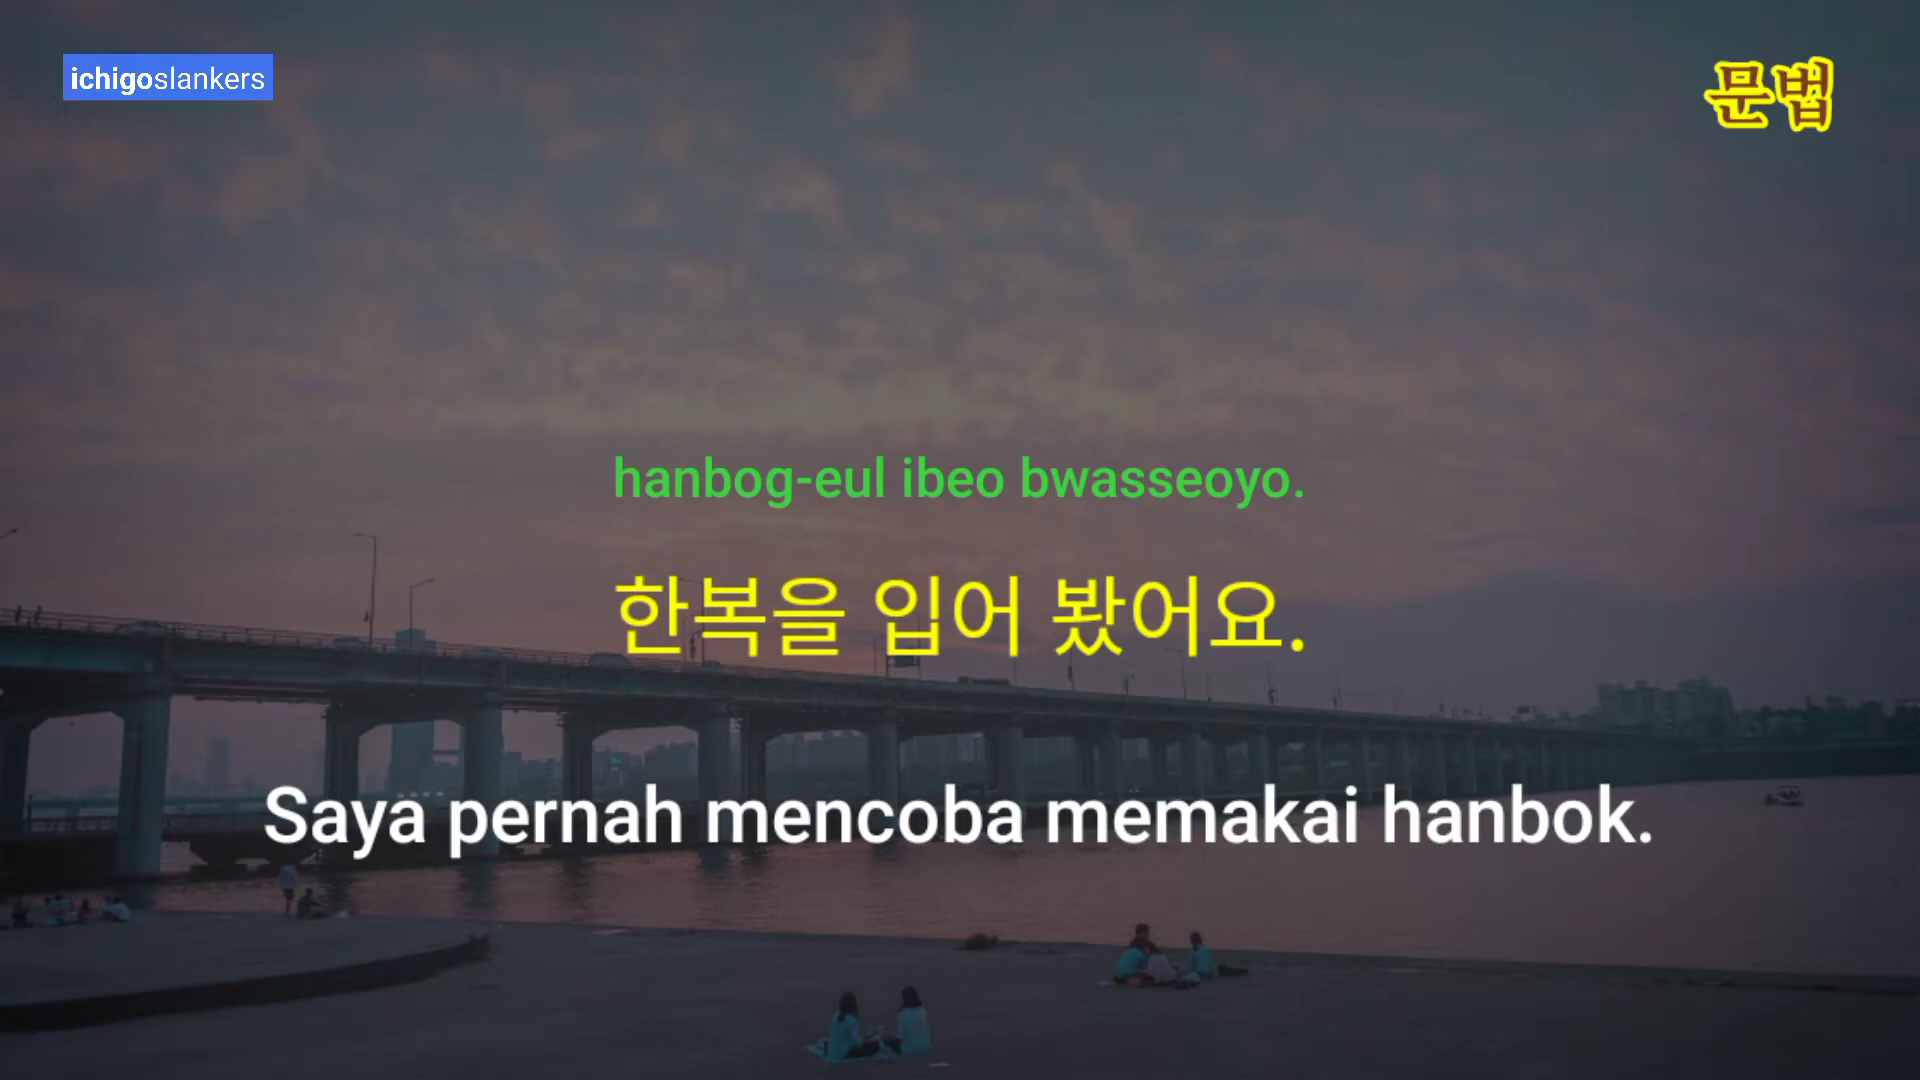 ichigoslankers
문법
hanbog-eul ibeo bwasseoyo.
한복을 입어 봤어요.
Saya pernah mencoba memakai hanbok.